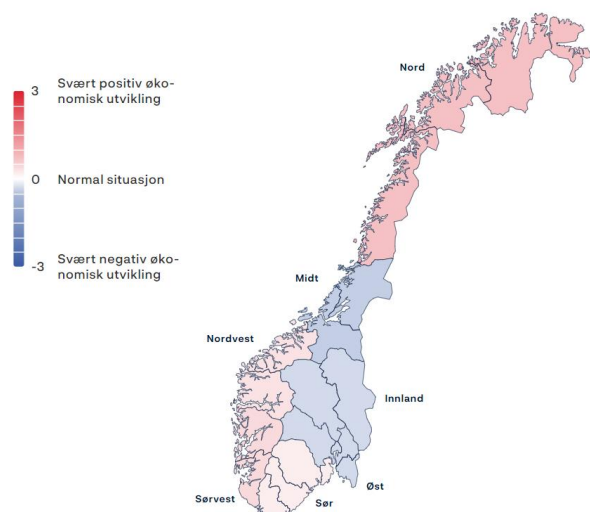 3
Svært positiv øko-
nomisk utvikling
0
Normal situasjon
-3
Svært negativ øko-
nomisk utvikling
Nord
Midt
Nordvest
Innland
Øst
Sør
Sørvest